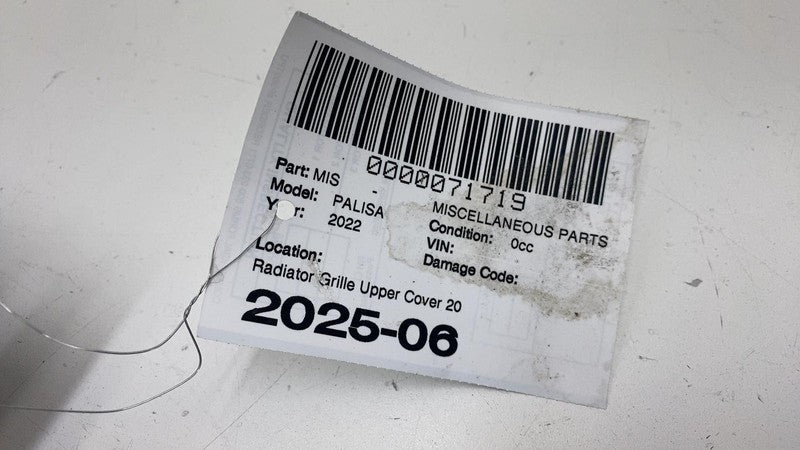 0000071719
Part: MIS - MISCELLANEOUS PARTS
Model: PALISA Condition: 0cc
Year: 2022 VIN:
Damage Code:
Location:
Radiator Grille Upper Cover 20
2025-06